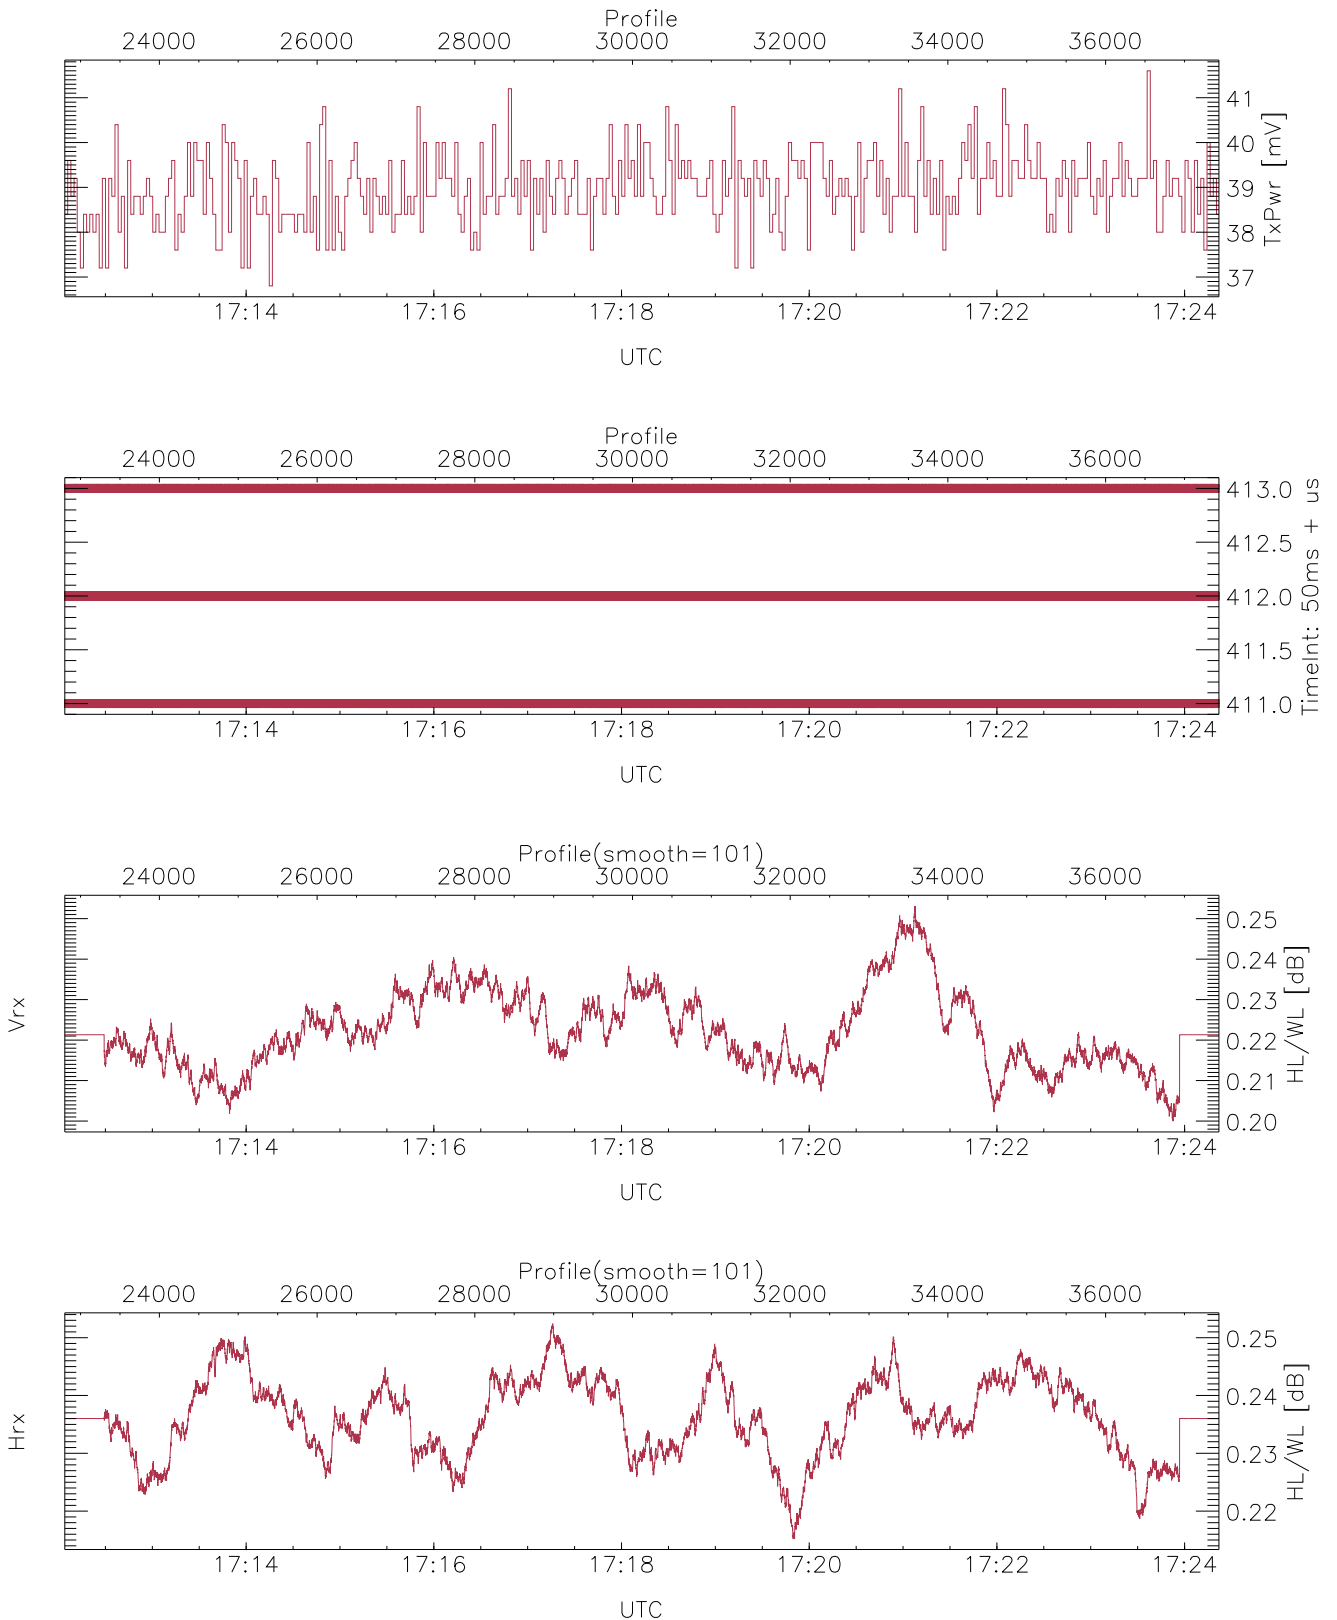 Profile
24000 26000 28000 30000 32000 34000 36000
41
40
39
38
37
TxPwr [mV]
17:14 17:16 17:18 17:20 17:22 17:24
UTC
Profile
24000 26000 28000 30000 32000 34000 36000
413.0
412.5
412.0
411.5
411.0
TimeInt: 50ms + us
17:14 17:16 17:18 17:20 17:22 17:24
UTC
Profile(smooth=101)
24000 26000 28000 30000 32000 34000 36000
Vrx
0.25
0.24
0.23
0.22
0.21
0.20
HL/WL [dB]
17:14 17:16 17:18 17:20 17:22 17:24
UTC
Profile(smooth=101)
24000 26000 28000 30000 32000 34000 36000
Hrx
0.25
0.24
0.23
0.22
HL/WL [dB]
17:14 17:16 17:18 17:20 17:22 17:24
UTC